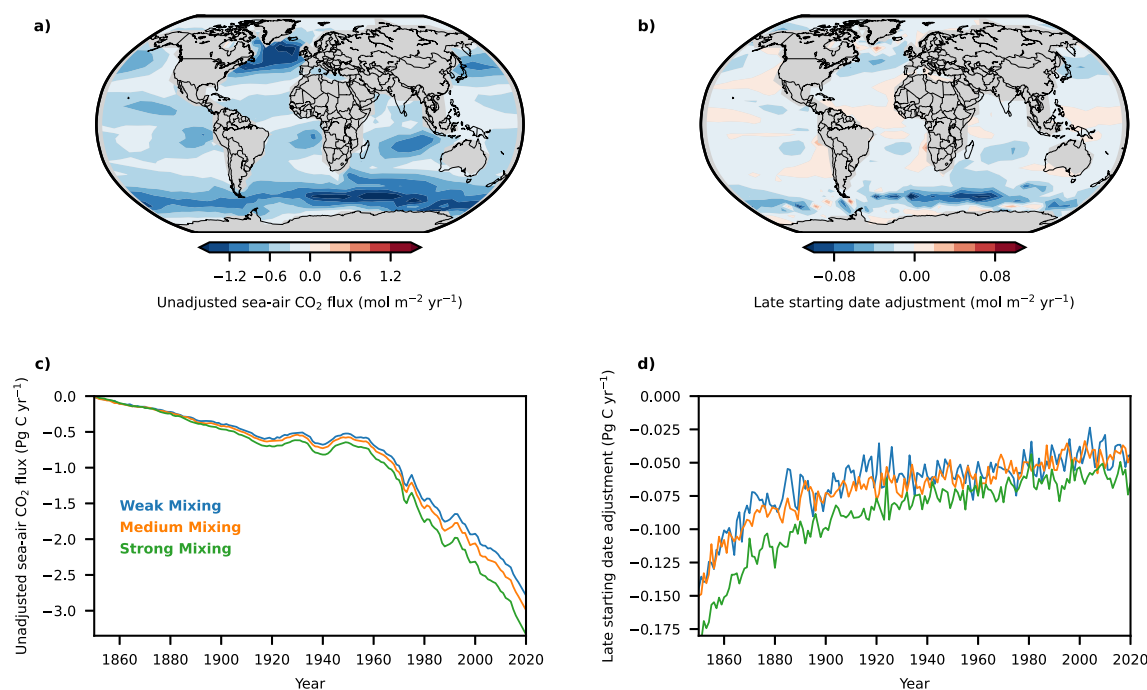 a)
b)
−1.2 −0.6 0.0 0.6 1.2
Unadjusted sea-air CO₂ flux (mol m⁻² yr⁻¹)
−0.08 0.00 0.08
Late starting date adjustment (mol m⁻² yr⁻¹)
c)
Unadjusted sea-air CO₂ flux (Pg C yr⁻¹)
0.0
−0.5
−1.0
−1.5
−2.0
−2.5
−3.0
Weak Mixing
Medium Mixing
Strong Mixing
1860 1880 1900 1920 1940 1960 1980 2000 2020
Year
d)
Late starting date adjustment (Pg C yr⁻¹)
0.000
−0.025
−0.050
−0.075
−0.100
−0.125
−0.150
−0.175
1860 1880 1900 1920 1940 1960 1980 2000 2020
Year